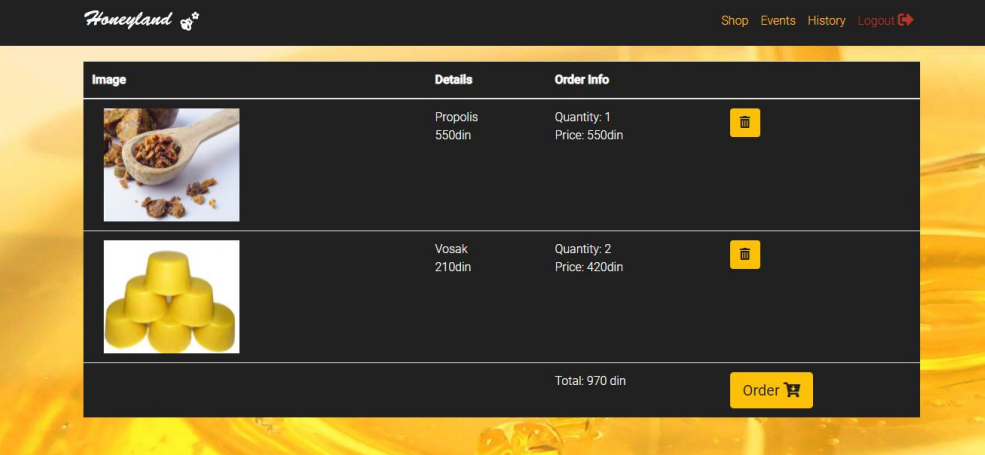 Honeyland
Shop Events History Logout
Image Details Order Info
Propolis
550din
Quantity: 1
Price: 550din
Vosak
210din
Quantity: 2
Price: 420din
Total: 970 din
Order